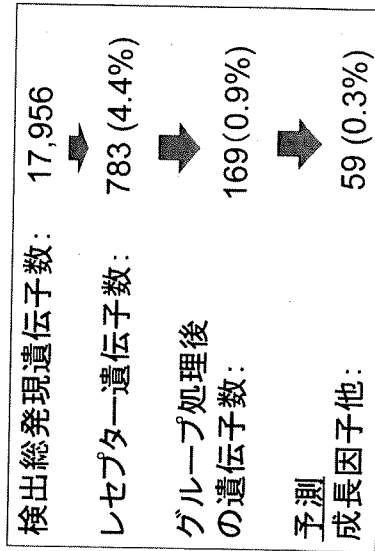 検出総発現遺伝子数: 17,956
レセプター遺伝子数: 783 (4.4%)
グループ処理後
の遺伝子数: 169(0.9%)
予測
成長因子他: 59 (0.3%)